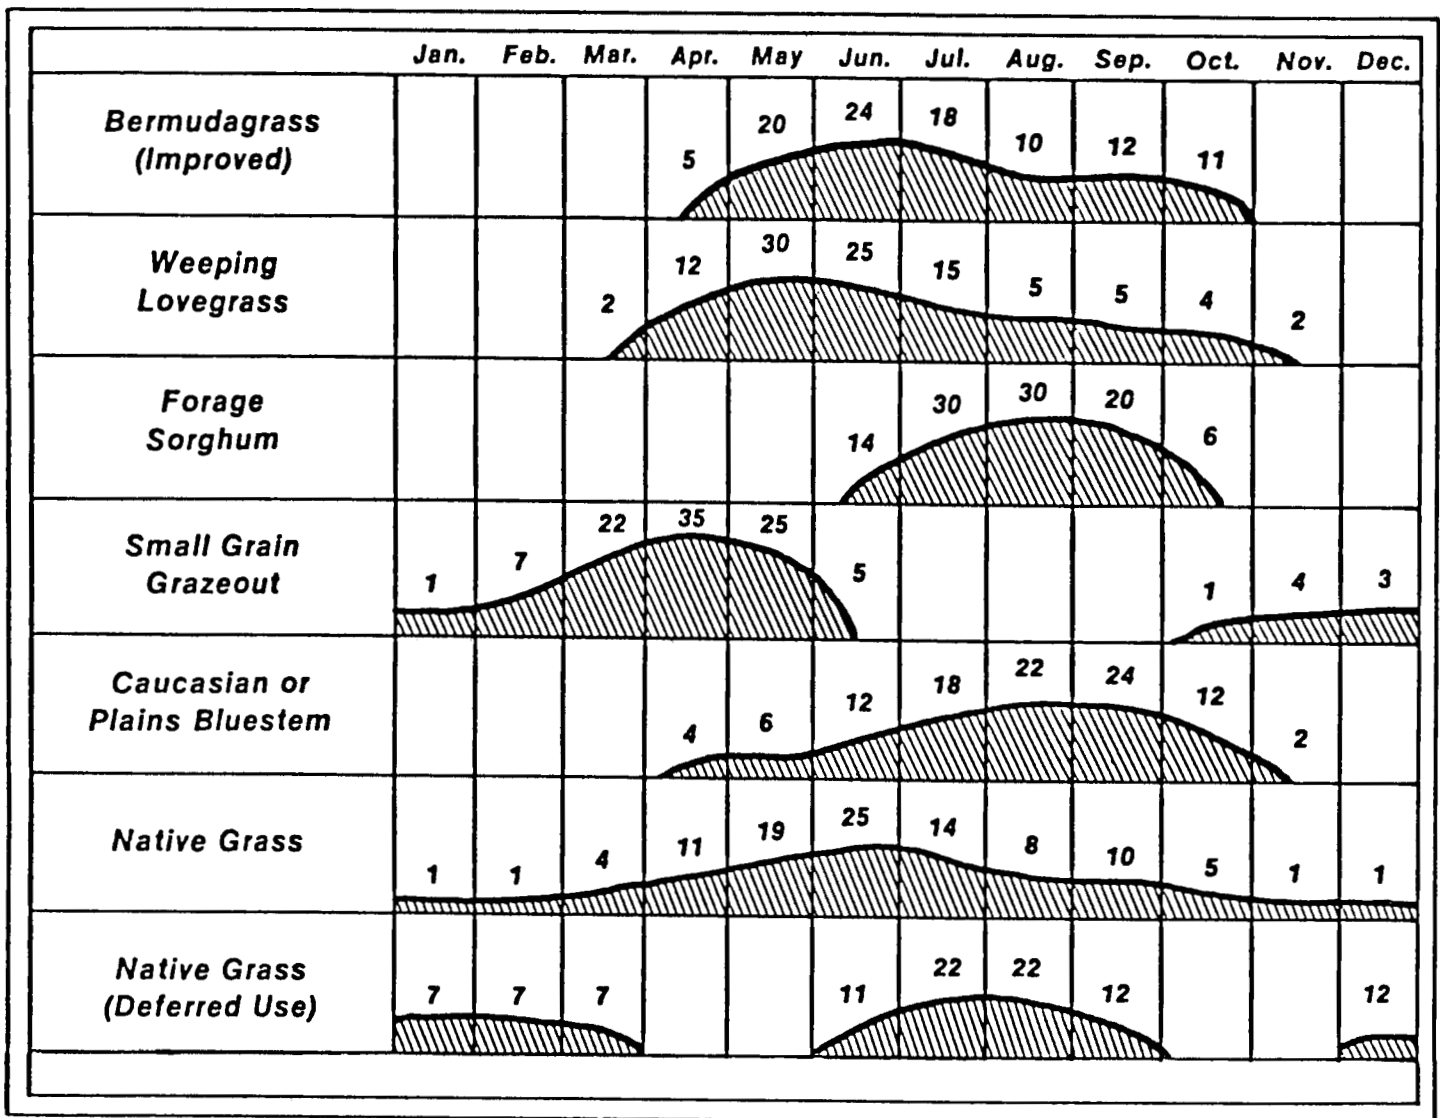 Jan. Feb. Mar. Apr. May Jun. Jul. Aug. Sep. Oct. Nov. Dec.
Bermudagrass
(Improved)
5 20 24 18 10 12 11
Weeping
Lovegrass
2 12 30 25 15 5 5 4 2
Forage
Sorghum
14 30 30 20 6
Small Grain
Grazeout
1 7 22 35 25 5 1 4 3
Caucasian or
Plains Bluestem
4 6 12 18 22 24 12 2
Native Grass
1 1 4 11 19 25 14 8 10 5 1 1
Native Grass
(Deferred Use)
7 7 7 11 22 22 12 12